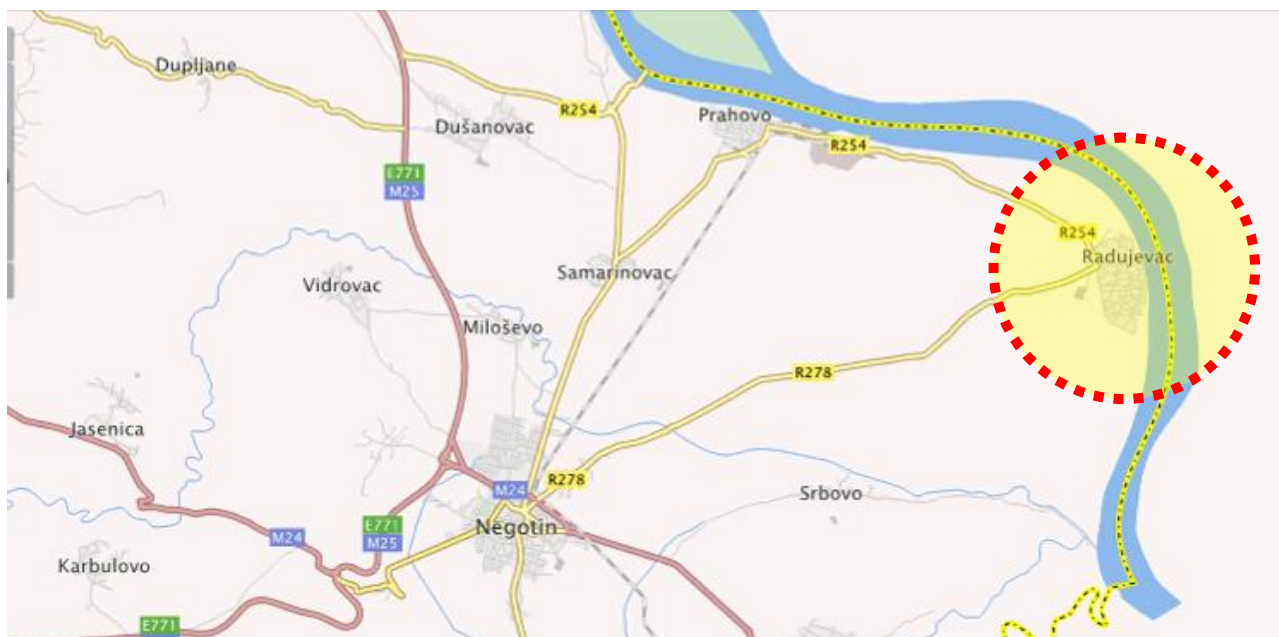 Dupljane
R254
Dušanovac
Prahovo
R254
E771
M25
R254
Radujevac
Samarinovac
Vidrovac
Miloševo
R278
Jasenica
R278
M24
Srbovo
Negotin
E771
M25
M24
Karbulovo
E771